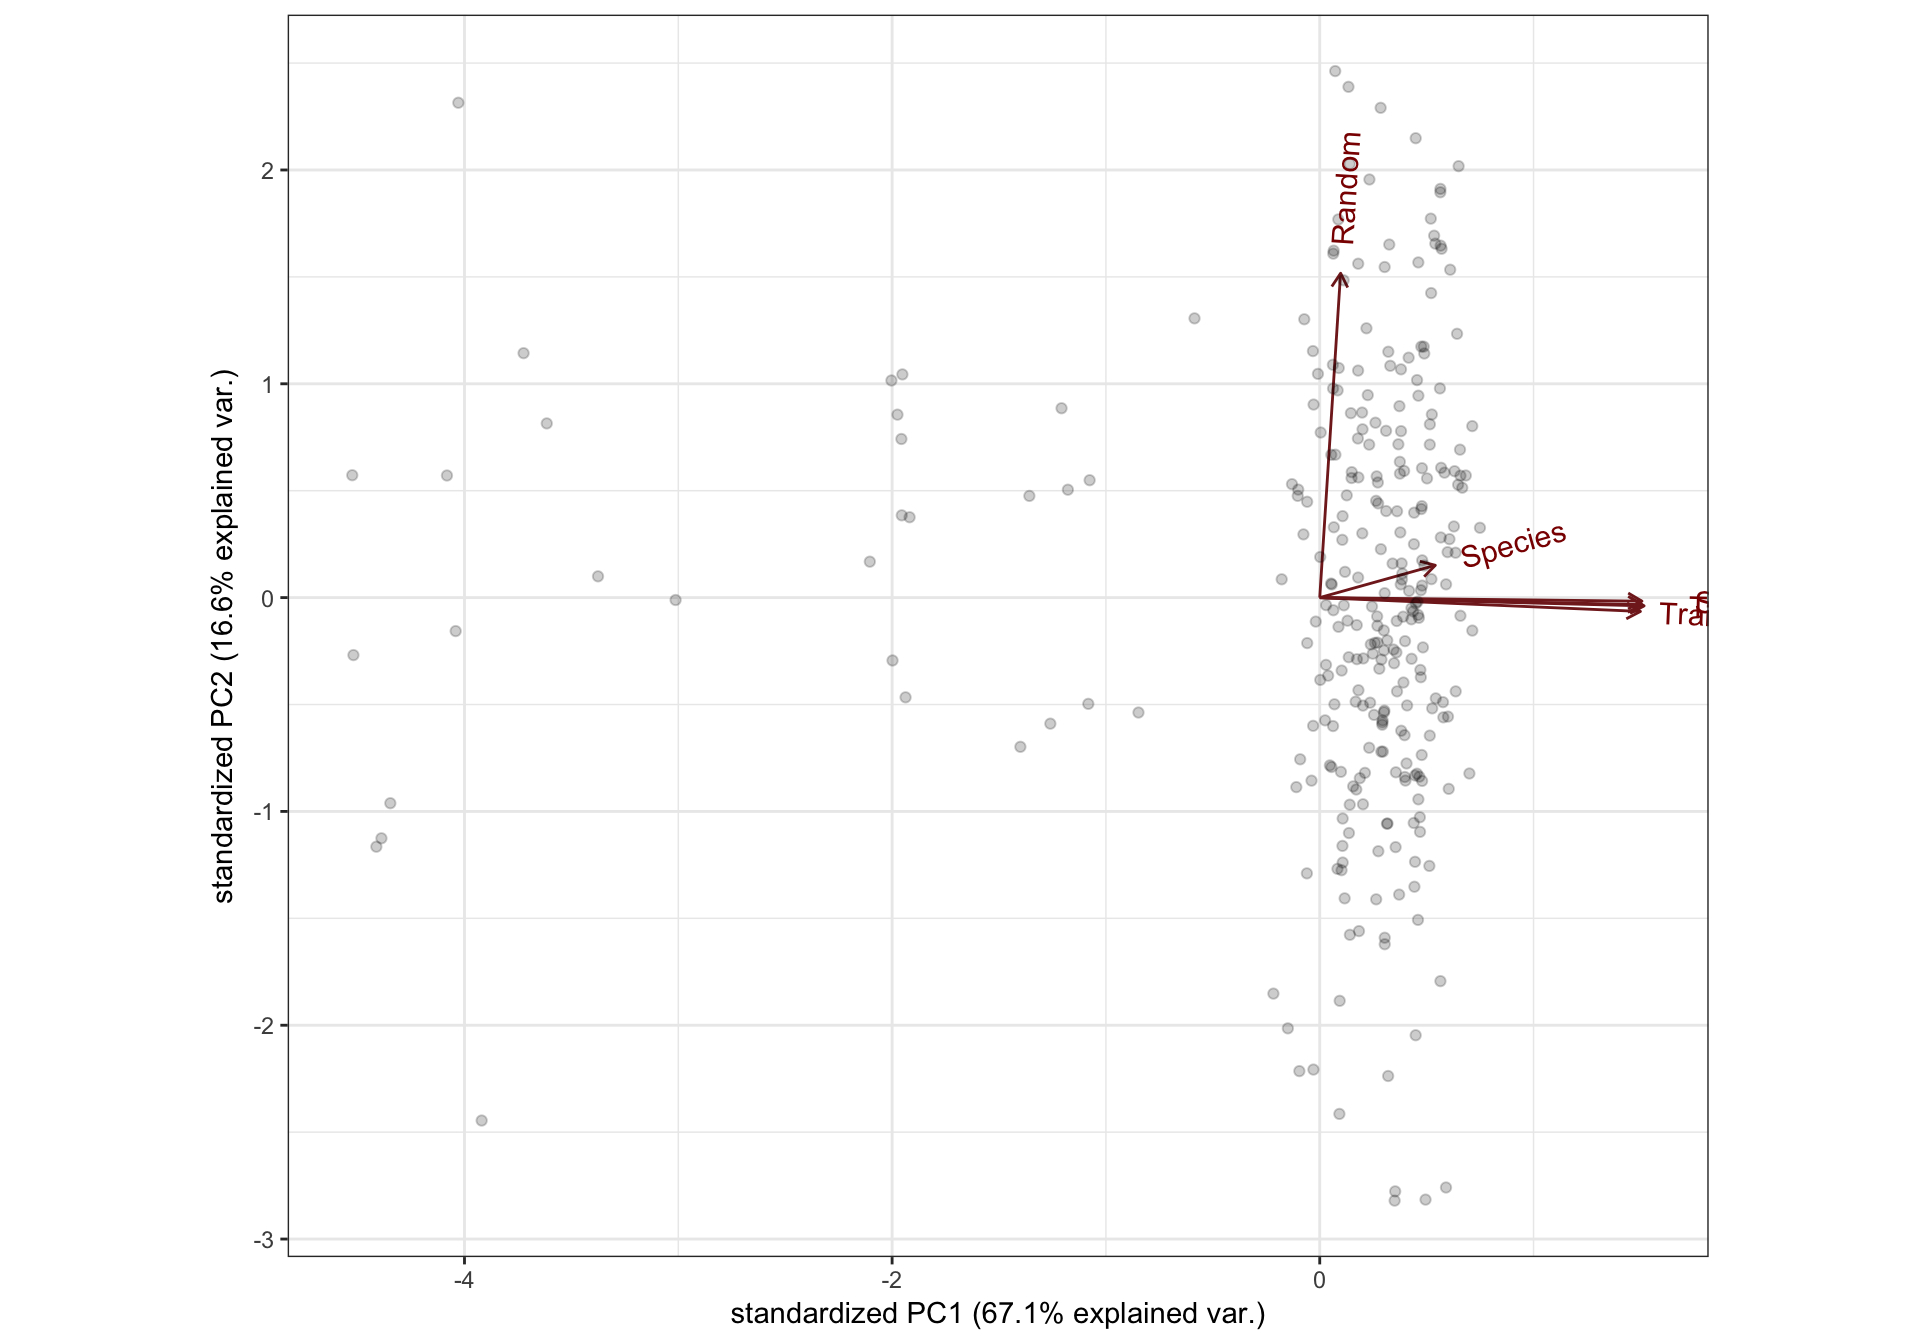 2
1
0
-1
-2
-3
standardized PC2 (16.6% explained var.)
Random
Species
Trai
-4
-2
0
standardized PC1 (67.1% explained var.)